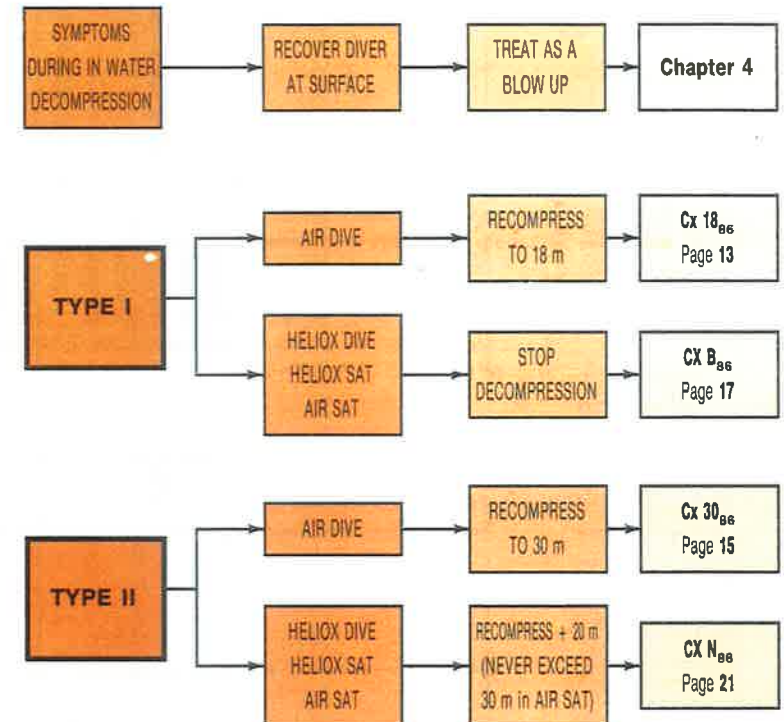 SYMPTOMS
DURING IN WATER
DECOMPRESSION
RECOVER DIVER
AT SURFACE
TREAT AS A
BLOW UP
Chapter 4
TYPE I
AIR DIVE
RECOMPRESS
TO 18 m
Cx 18₈₆
Page 13
HELIOX DIVE
HELIOX SAT
AIR SAT
STOP
DECOMPRESSION
CX B₈₆
Page 17
TYPE II
AIR DIVE
RECOMPRESS
TO 30 m
Cx 30₈₆
Page 15
HELIOX DIVE
HELIOX SAT
AIR SAT
RECOMPRESS + 20 m
(NEVER EXCEED
30 m in AIR SAT)
CX N₈₆
Page 21